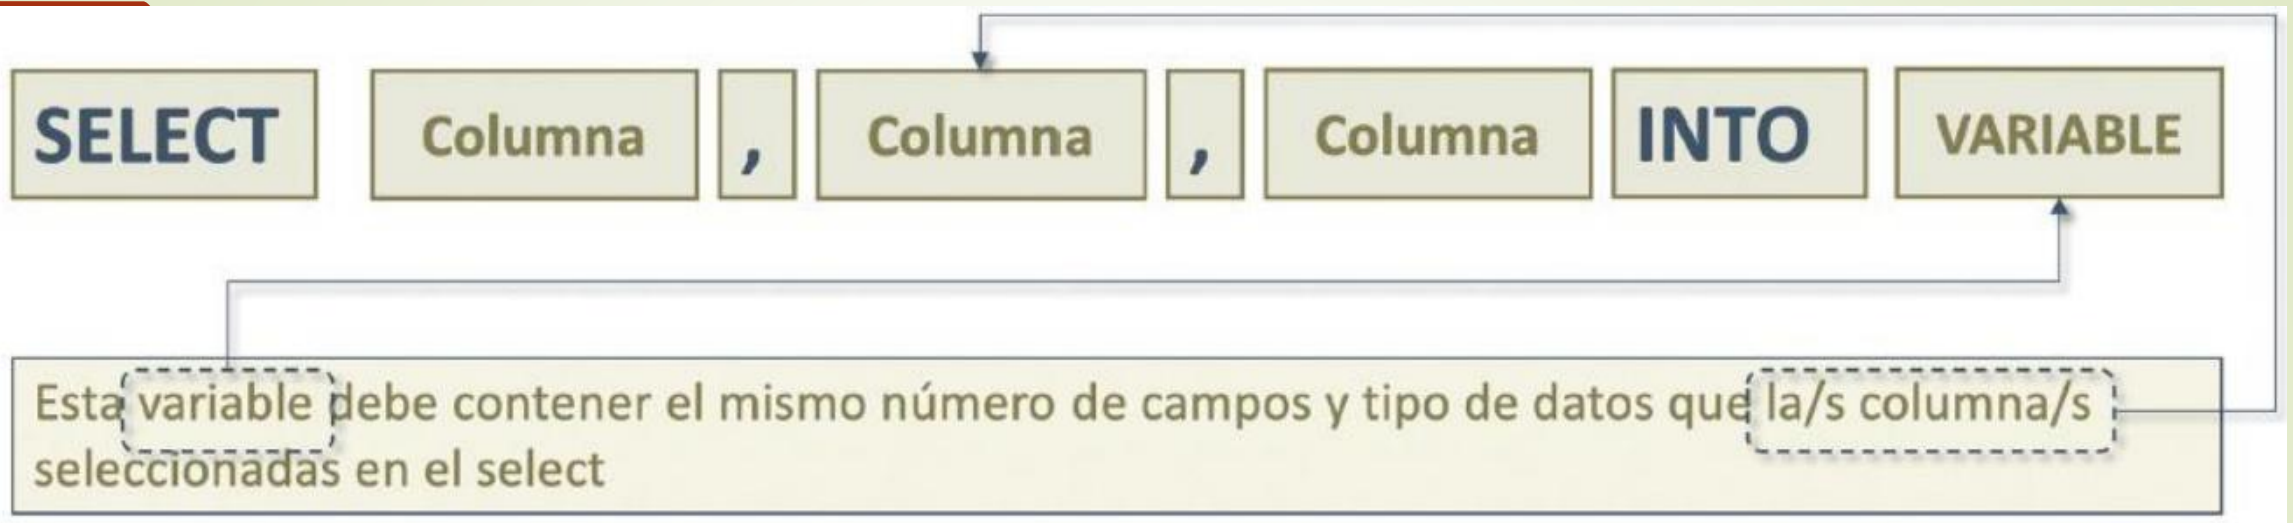 SELECT Columna , Columna , Columna INTO VARIABLE
Esta variable debe contener el mismo número de campos y tipo de datos que la/s columna/s
seleccionadas en el select